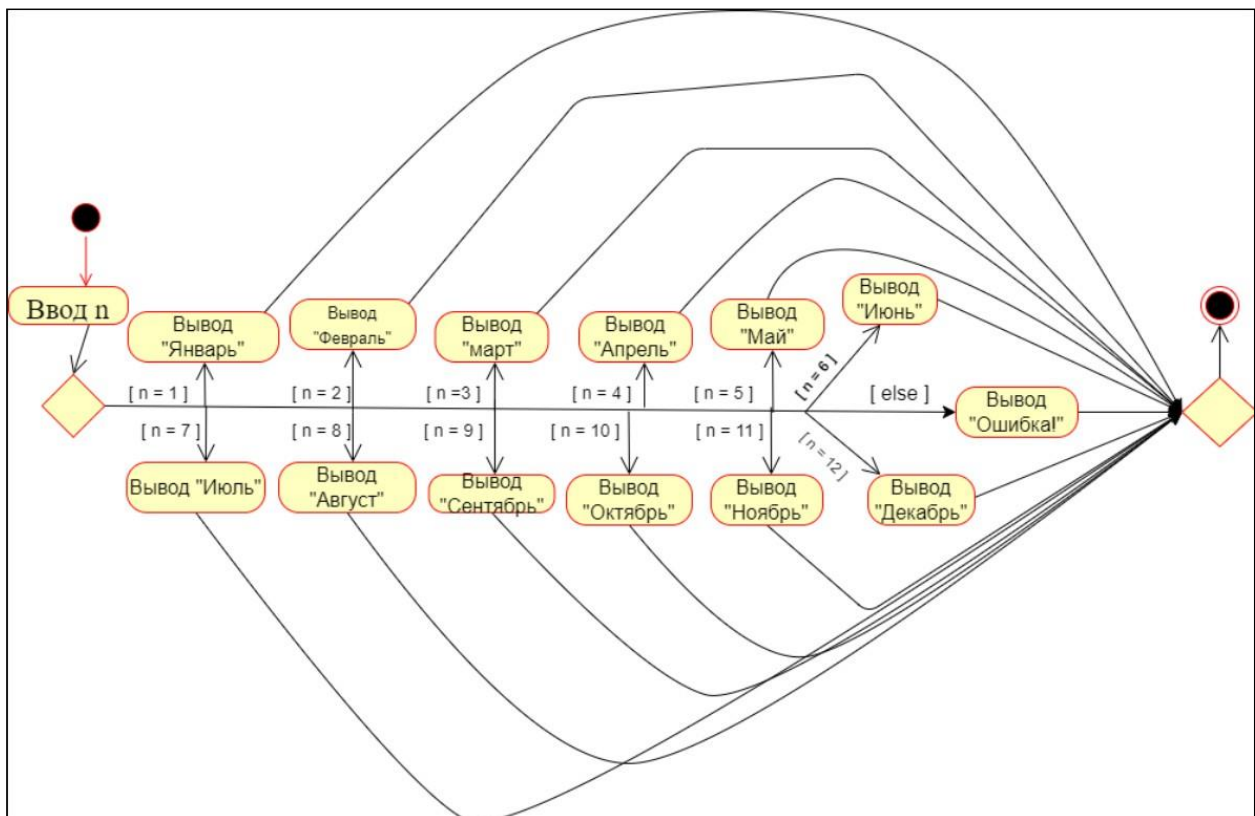 Ввод n
Вывод
"Январь"
Вывод
"Февраль"
Вывод
"март"
Вывод
"Апрель"
Вывод
"Май"
Вывод
"Июнь"
[ n = 1 ]
[ n = 2 ]
[ n =3 ]
[ n = 4 ]
[ n = 5 ]
[ n = 6 ]
[ else ]
Вывод
"Ошибка!"
[ n = 7 ]
[ n = 8 ]
[ n = 9 ]
[ n = 10 ]
[ n = 11 ]
[ n = 12 ]
Вывод "Июль"
Вывод
"Август"
Вывод
"Сентябрь"
Вывод
"Октябрь"
Вывод
"Ноябрь"
Вывод
"Декабрь"